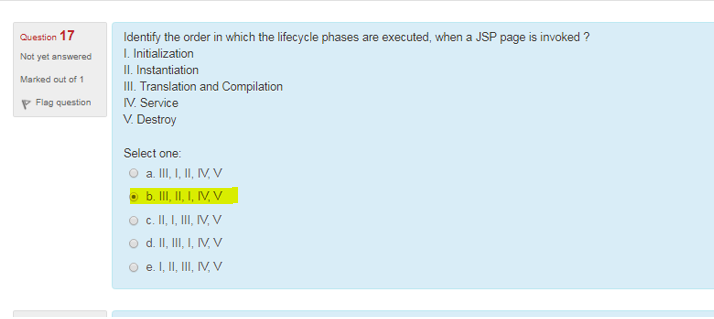 Question 17
Not yet answered
Marked out of 1
Flag question
Identify the order in which the lifecycle phases are executed, when a JSP page is invoked ?
I. Initialization
II. Instantiation
III. Translation and Compilation
IV. Service
V. Destroy
Select one:
a. III, I, II, IV, V
b. III, II, I, IV, V
c. II, I, III, IV, V
d. II, III, I, IV, V
e. I, II, III, IV, V